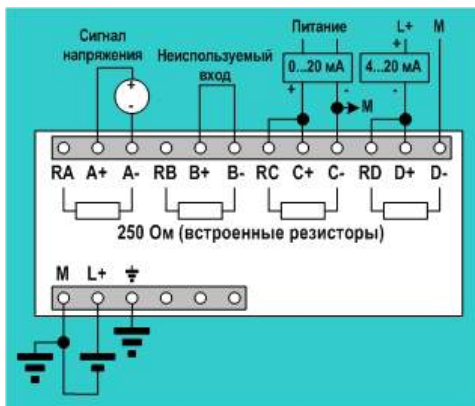 Сигнал
напряжения
+
-
Неиспользуемый
вход
Питание
0...20 мА
+
-
М
L+
M
+
4...20 мА
-
RA A+ A- RB B+ B- RC C+ C- RD D+ D-
250 Ом (встроенные резисторы)
M L+